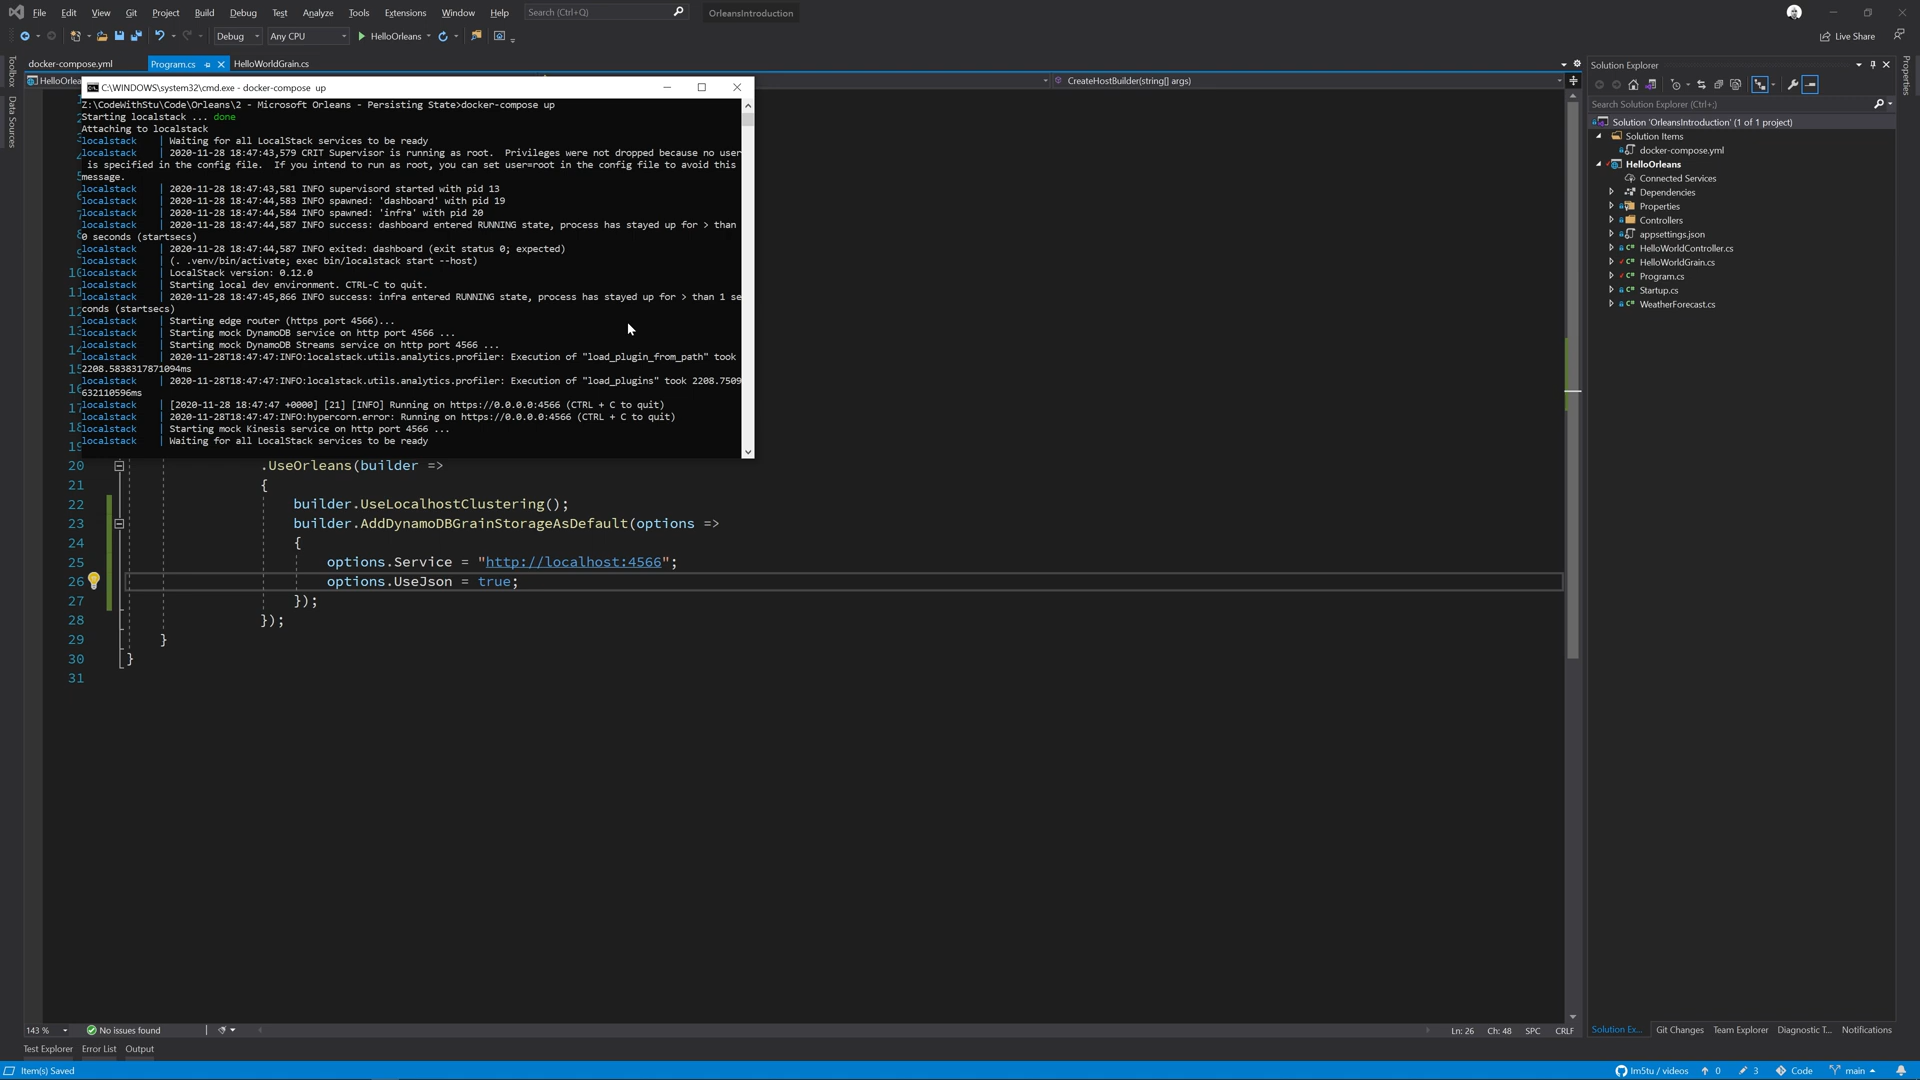 File Edit View Git Project Build Debug Test Analyze Tools Extensions Window Help Search (Ctrl+Q) OrleansIntroduction
Debug Any CPU HelloOrleans Live Share
docker-compose.yml Program.cs HelloWorldGrain.cs
HelloOrlea CreateHostBuilder(string[] args)
Toolbox
Data Sources
C:\WINDOWS\system32\cmd.exe - docker-compose up
Z:\CodeWithStu\Code\Orleans\2 - Microsoft Orleans - Persisting State>docker-compose up
Starting localstack ... done
Attaching to localstack
localstack | Waiting for all LocalStack services to be ready
localstack | 2020-11-28 18:47:43,579 CRIT Supervisor is running as root. Privileges were not dropped because no user
is specified in the config file. If you intend to run as root, you can set user=root in the config file to avoid this
message.
localstack | 2020-11-28 18:47:43,581 INFO supervisord started with pid 13
localstack | 2020-11-28 18:47:44,583 INFO spawned: 'dashboard' with pid 19
localstack | 2020-11-28 18:47:44,584 INFO spawned: 'infra' with pid 20
localstack | 2020-11-28 18:47:44,587 INFO success: dashboard entered RUNNING state, process has stayed up for > than
0 seconds (startsecs)
localstack | 2020-11-28 18:47:44,587 INFO exited: dashboard (exit status 0; expected)
localstack | (. .venv/bin/activate; exec bin/localstack start --host)
localstack | LocalStack version: 0.12.0
localstack | Starting local dev environment. CTRL-C to quit.
localstack | 2020-11-28 18:47:45,866 INFO success: infra entered RUNNING state, process has stayed up for > than 1 se
conds (startsecs)
localstack | Starting edge router (https port 4566)...
localstack | Starting mock DynamoDB service on http port 4566 ...
localstack | Starting mock DynamoDB Streams service on http port 4566 ...
localstack | 2020-11-28T18:47:47:INFO:localstack.utils.analytics.profiler: Execution of "load_plugin_from_path" took
2208.5838317871094ms
localstack | 2020-11-28T18:47:47:INFO:localstack.utils.analytics.profiler: Execution of "load_plugins" took 2208.7509
632110596ms
localstack | [2020-11-28 18:47:47 +0000] [21] [INFO] Running on https://0.0.0.0:4566 (CTRL + C to quit)
localstack | 2020-11-28T18:47:47:INFO:hypercorn.error: Running on https://0.0.0.0:4566 (CTRL + C to quit)
localstack | Starting mock Kinesis service on http port 4566 ...
localstack | Waiting for all LocalStack services to be ready
20 .UseOrleans(builder =>
21 {
22 builder.UseLocalhostClustering();
23 builder.AddDynamoDBGrainStorageAsDefault(options =>
24 {
25 options.Service = "http://localhost:4566";
26 options.UseJson = true;
27 });
28 });
29 }
30 }
31
Solution Explorer
Search Solution Explorer (Ctrl+;)
Solution 'OrleansIntroduction' (1 of 1 project)
Solution Items
docker-compose.yml
HelloOrleans
Connected Services
Dependencies
Properties
Controllers
appsettings.json
HelloWorldController.cs
HelloWorldGrain.cs
Program.cs
Startup.cs
WeatherForecast.cs
Properties
143 % No issues found Ln: 26 Ch: 48 SPC CRLF
Solution Ex... Git Changes Team Explorer Diagnostic T... Notifications
Test Explorer Error List Output
Item(s) Saved Im5tu / videos 0 3 Code main